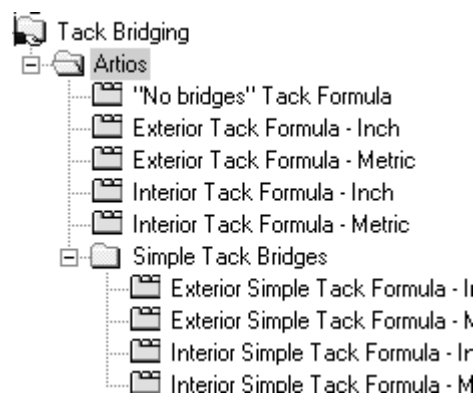 Tack Bridging
Artios
"No bridges" Tack Formula
Exterior Tack Formula - Inch
Exterior Tack Formula - Metric
Interior Tack Formula - Inch
Interior Tack Formula - Metric
Simple Tack Bridges
Exterior Simple Tack Formula -
Exterior Simple Tack Formula -
Interior Simple Tack Formula -
Interior Simple Tack Formula -